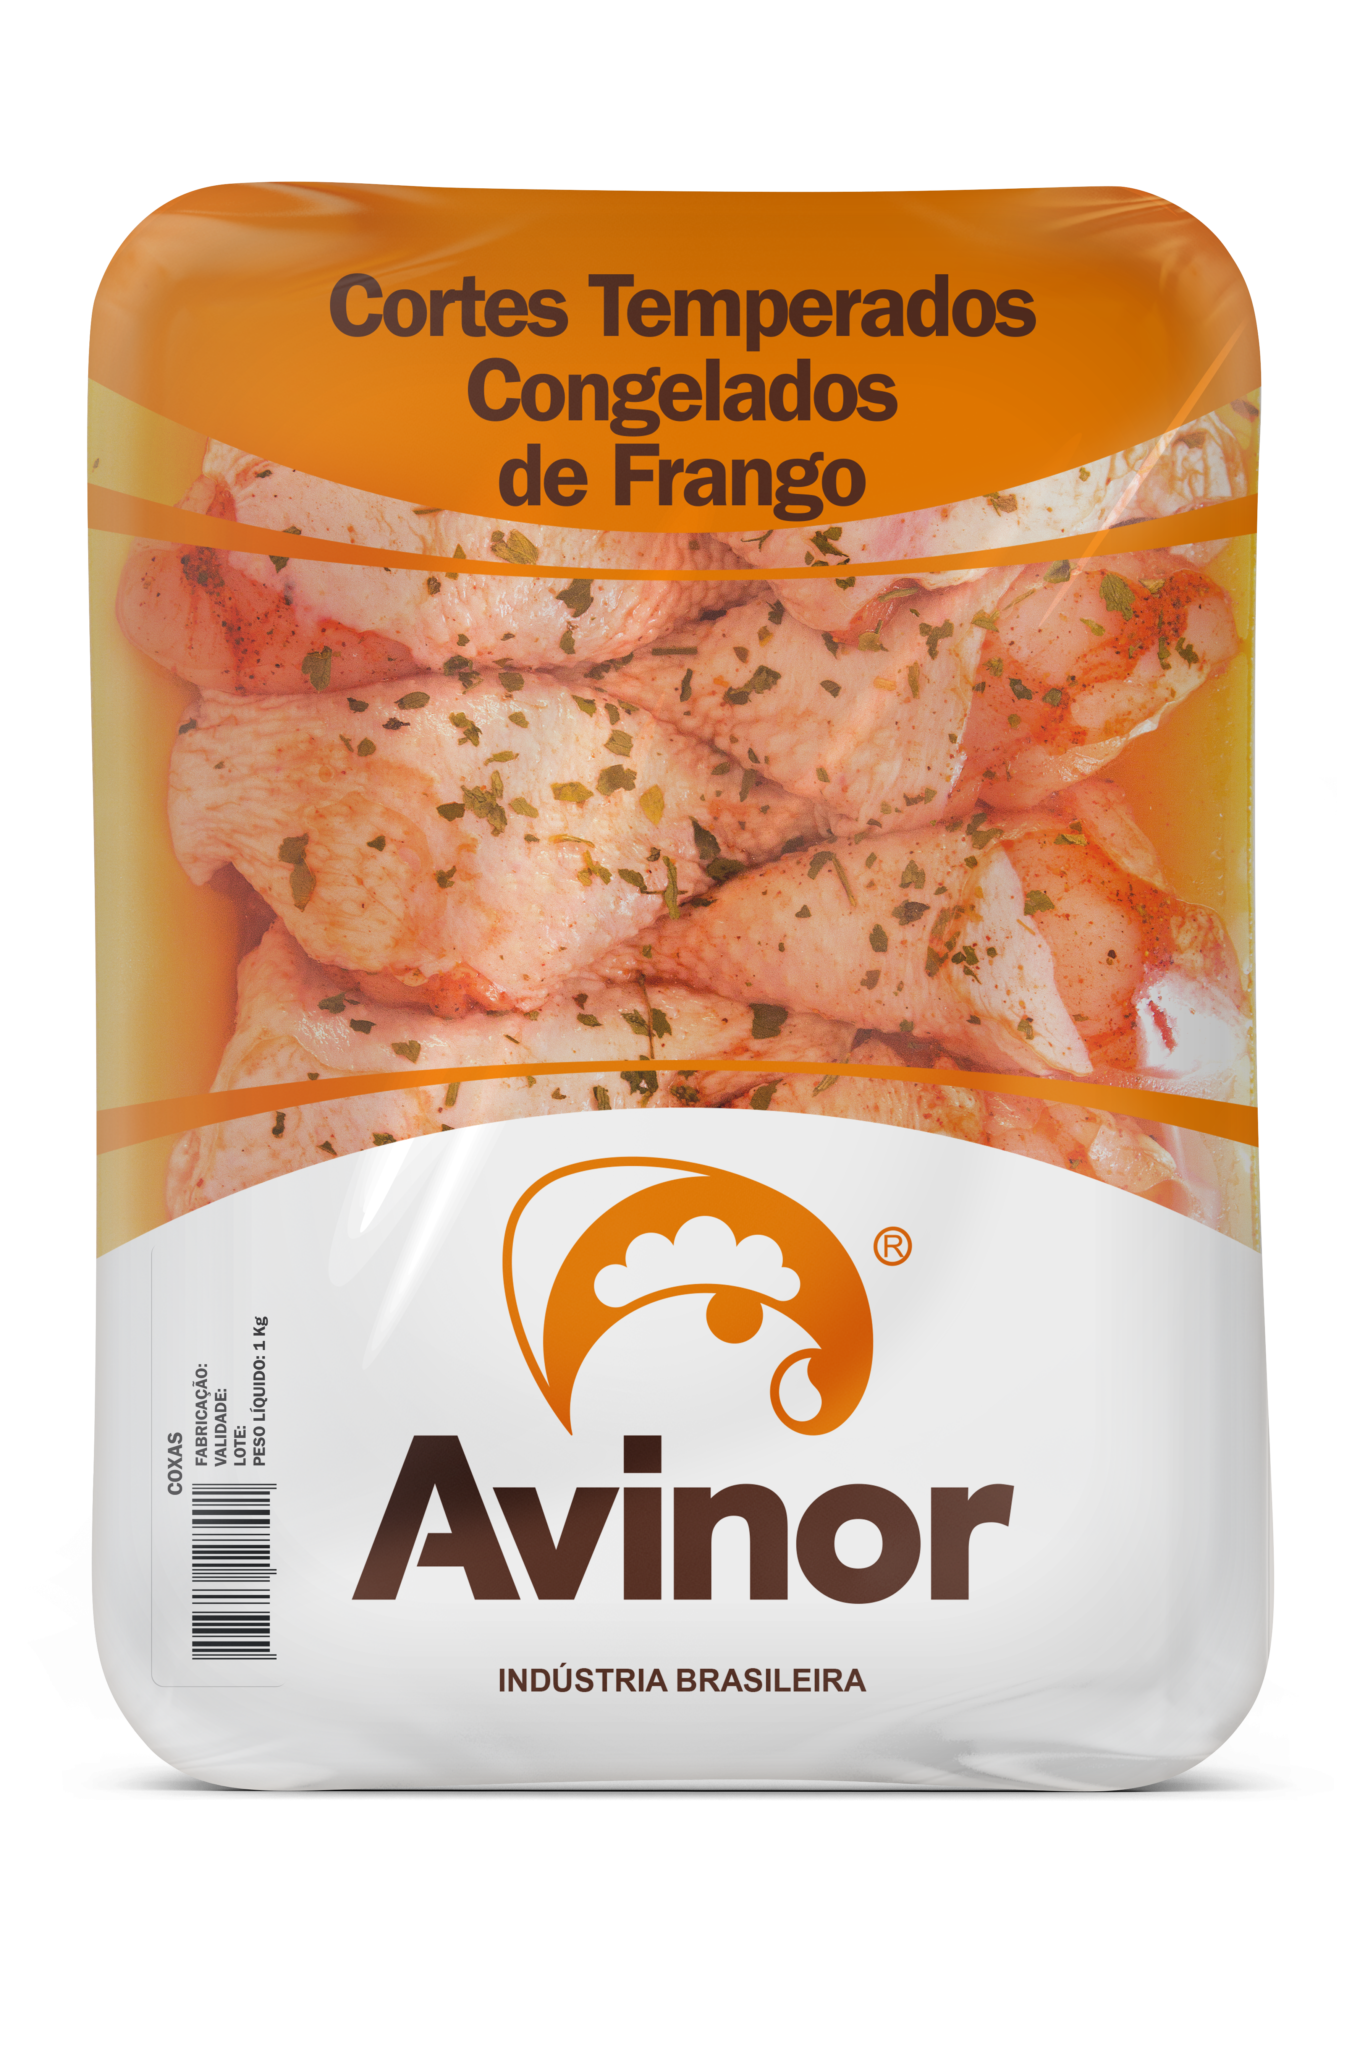 Cortes Temperados
Congelados
de Frango
®
Avinor
INDÚSTRIA BRASILEIRA
COXAS
FABRICAÇÃO:
VALIDADE:
LOTE:
PESO LÍQUIDO: 1 Kg